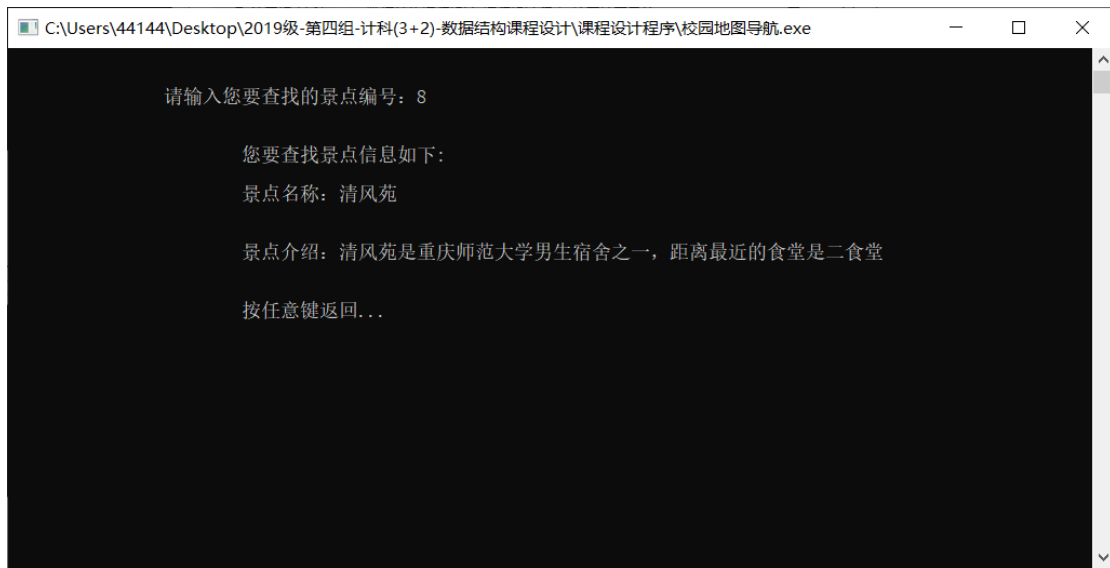 C:\Users\44144\Desktop\2019级-第四组-计科(3+2)-数据结构课程设计\课程设计程序\校园地图导航.exe
请输入您要查找的景点编号：8
您要查找景点信息如下:
景点名称：清风苑
景点介绍：清风苑是重庆师范大学男生宿舍之一，距离最近的食堂是二食堂
按任意键返回...